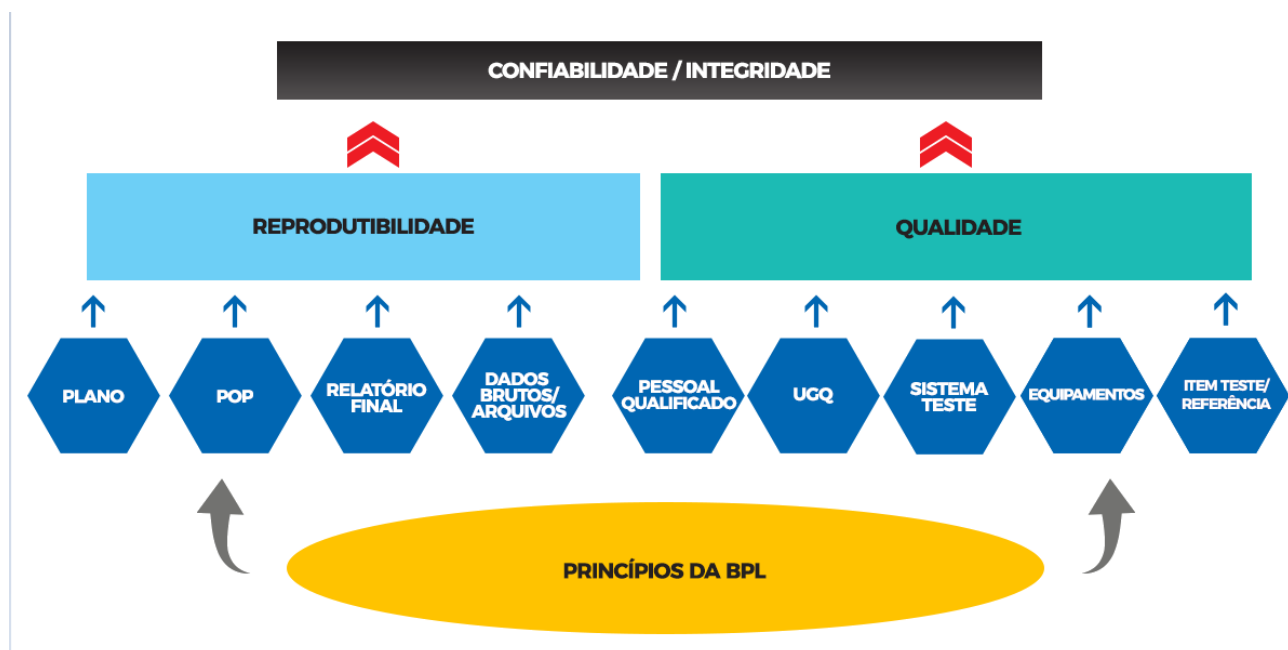 CONFIABILIDADE / INTEGRIDADE
REPRODUTIBILIDADE
QUALIDADE
PLANO
POP
RELATÓRIO
FINAL
DADOS
BRUTOS/
ARQUIVOS
PESSOAL
QUALIFICADO
UGQ
SISTEMA
TESTE
EQUIPAMENTOS
ITEM TESTE/
REFERÊNCIA
PRINCÍPIOS DA BPL